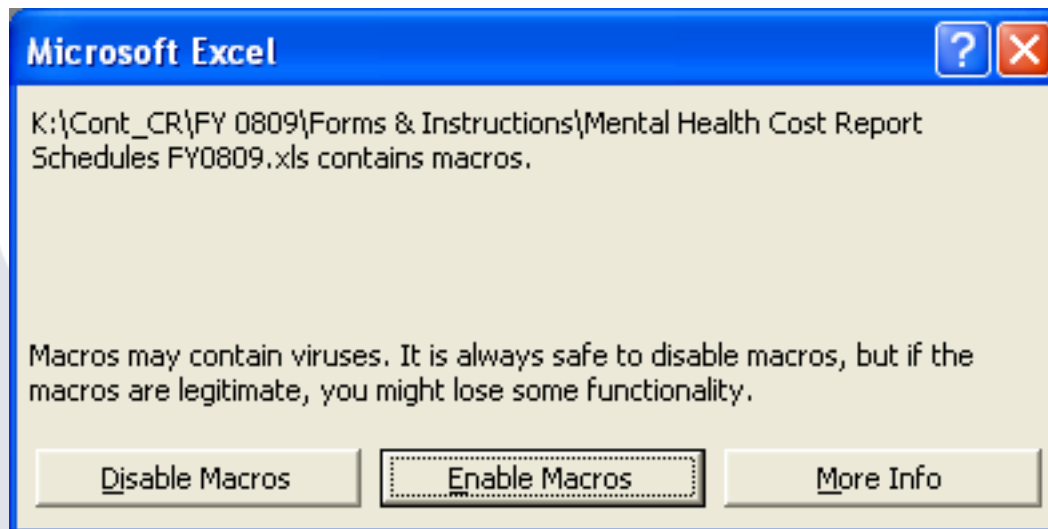 Microsoft Excel
K:\Cont_CR\FY 0809\Forms & Instructions\Mental Health Cost Report
Schedules FY0809.xls contains macros.
Macros may contain viruses. It is always safe to disable macros, but if the
macros are legitimate, you might lose some functionality.
Disable Macros Enable Macros More Info